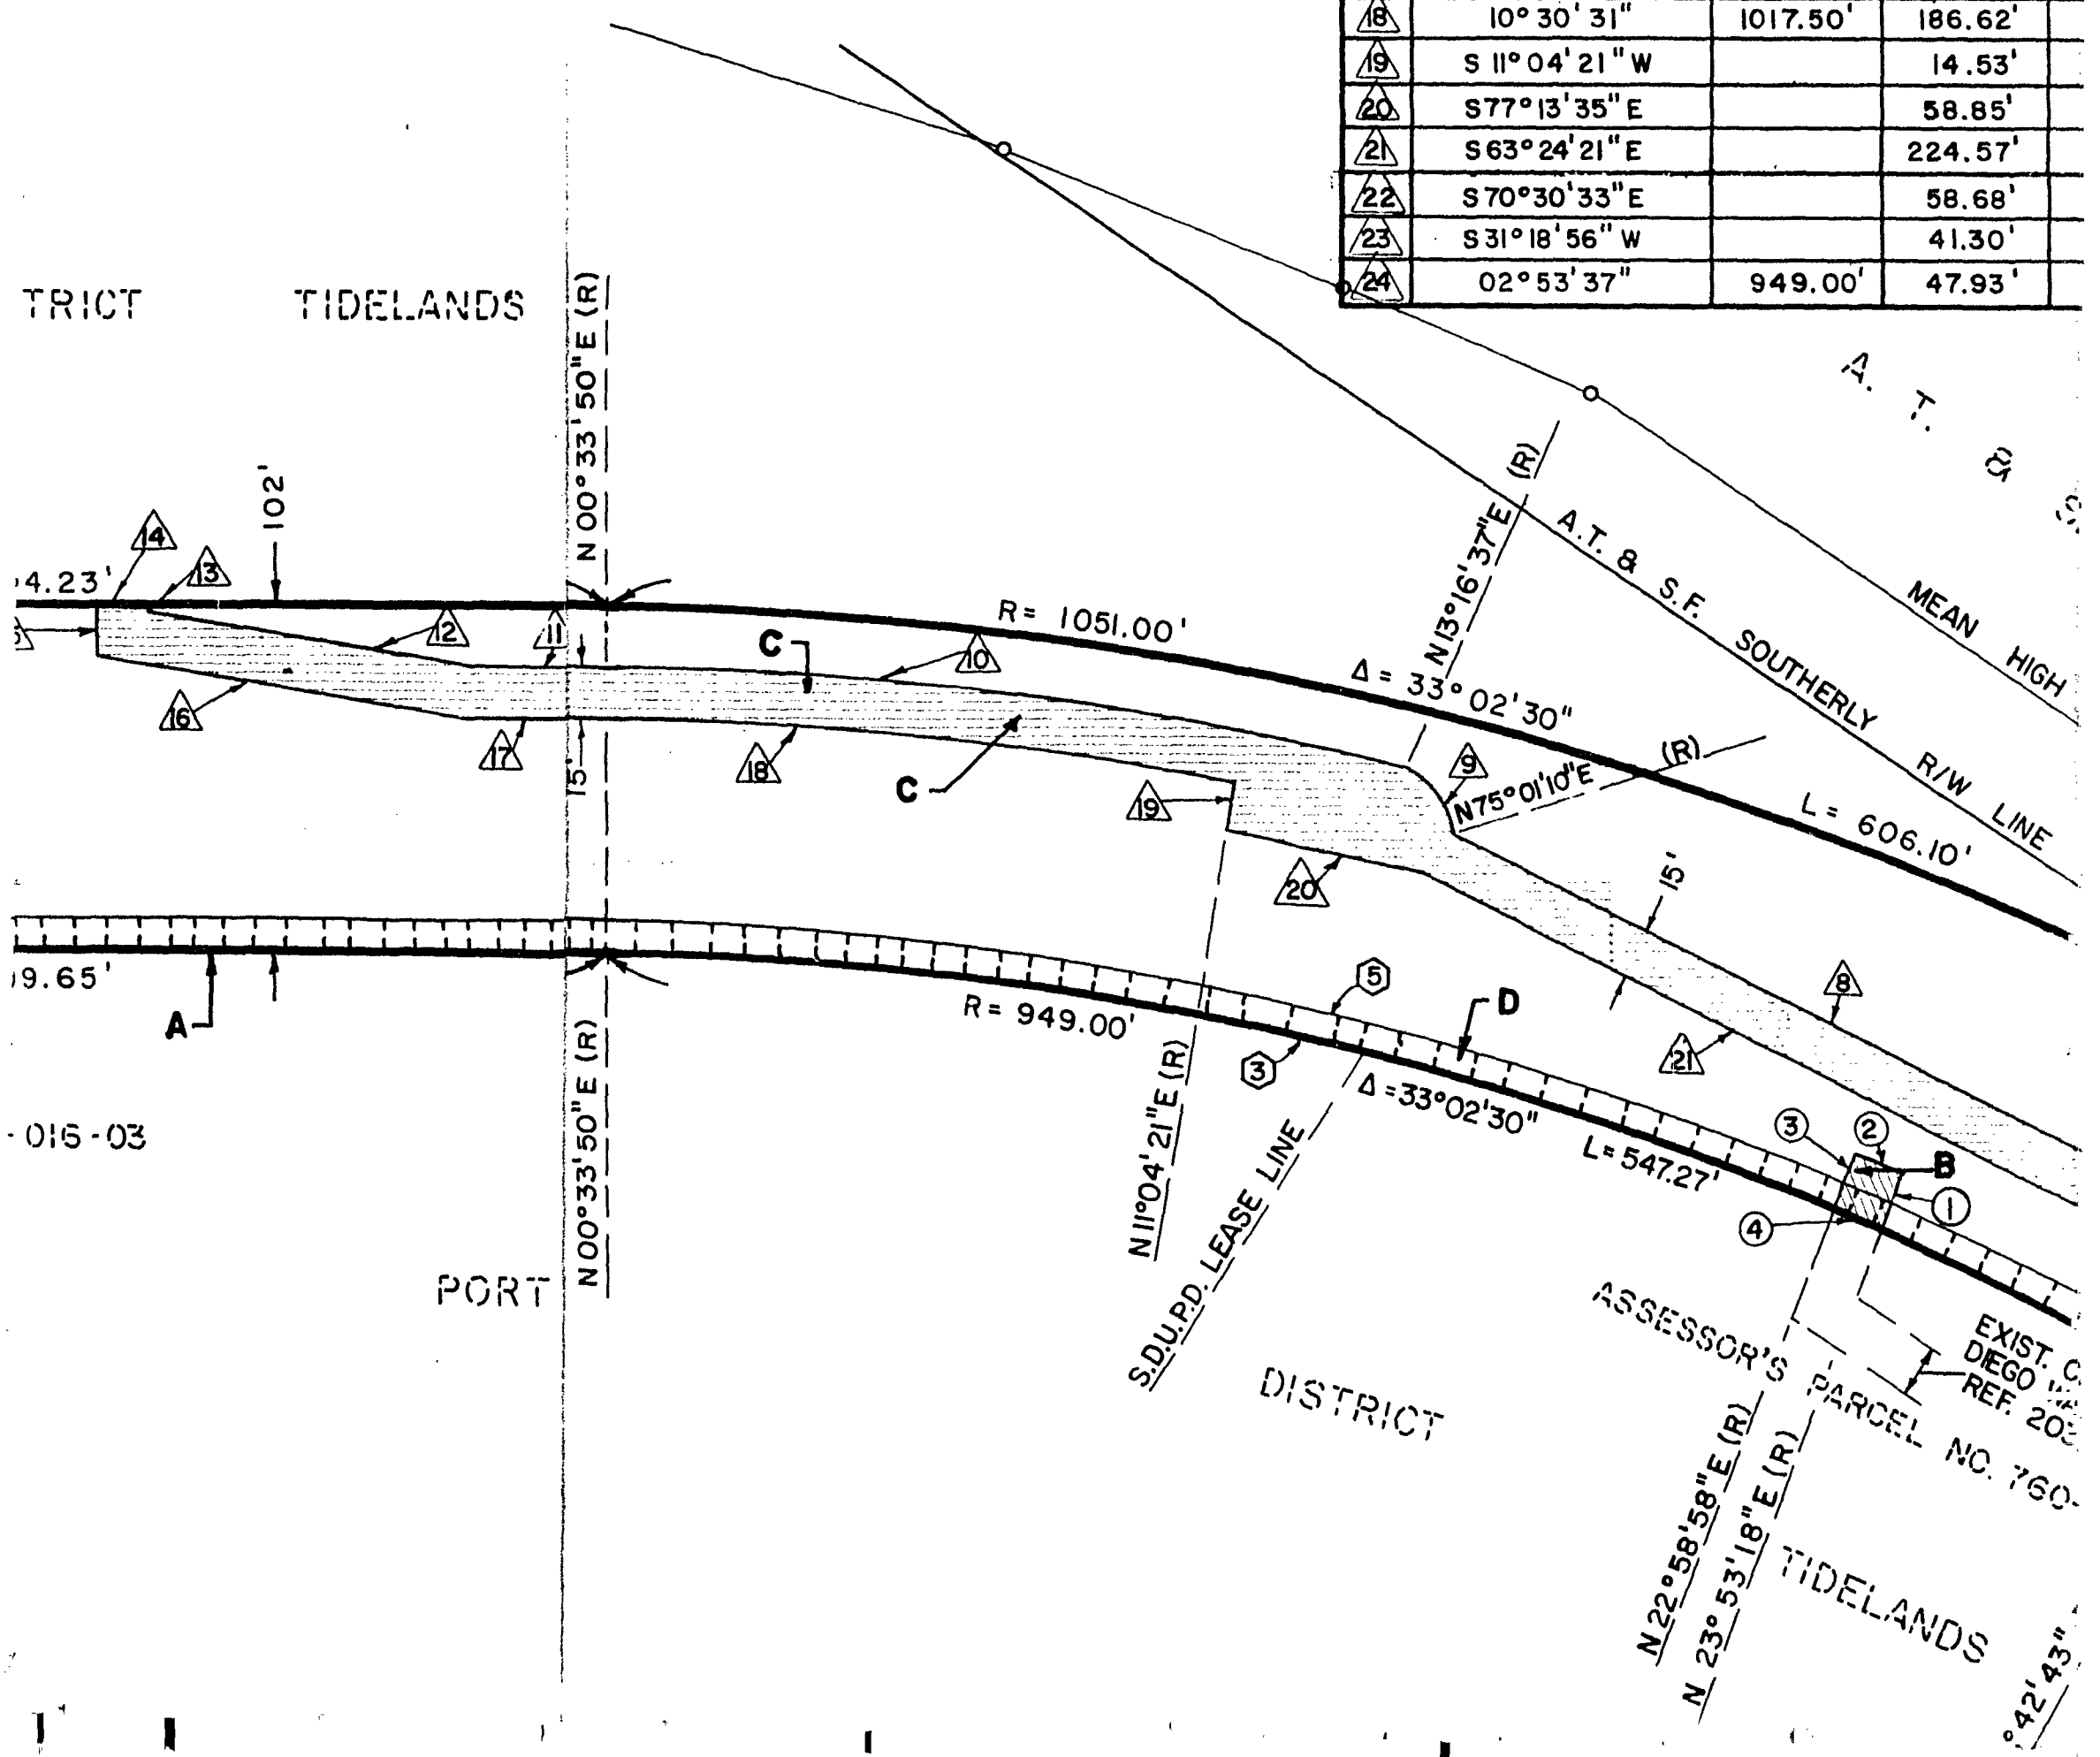 18 10°30'31" 1017.50' 186.62'
19 S 11°04'21" W 14.53'
20 S77°13'35" E 58.85'
21 S63°24'21" E 224.57'
22 S70°30'33" E 58.68'
23 S31°18'56" W 41.30'
24 02°53'37" 949.00' 47.93'
TRICT TIDELANDS
N 00°33'50" E (R)
A. T. & S.
102'
14
13
4.23'
12
11
10
C
R= 1051.00'
N13°16'37"E (R)
Δ = 33°02'30"
A.T. & S.F. SOUTHERLY R/W LINE
MEAN HIGH
16
17
15'
18
C
19
9
N75°01'10"E (R)
L = 606.10'
20
15'
8
21
9.65'
A
R= 949.00'
5
D
3
Δ =33°02'30"
L=547.27'
3
2
B
1
4
-016-03
N 00°33'50" E (R)
N 11°04'21"E (R)
S.D.U.P.D. LEASE LINE
PORT
DISTRICT
ASSESSOR'S PARCEL NO. 760-
EXIST.
DIEGO
REF. 203
N 22°58'58"E (R)
N 23°53'18"E (R)
TIDELANDS
°42'43"